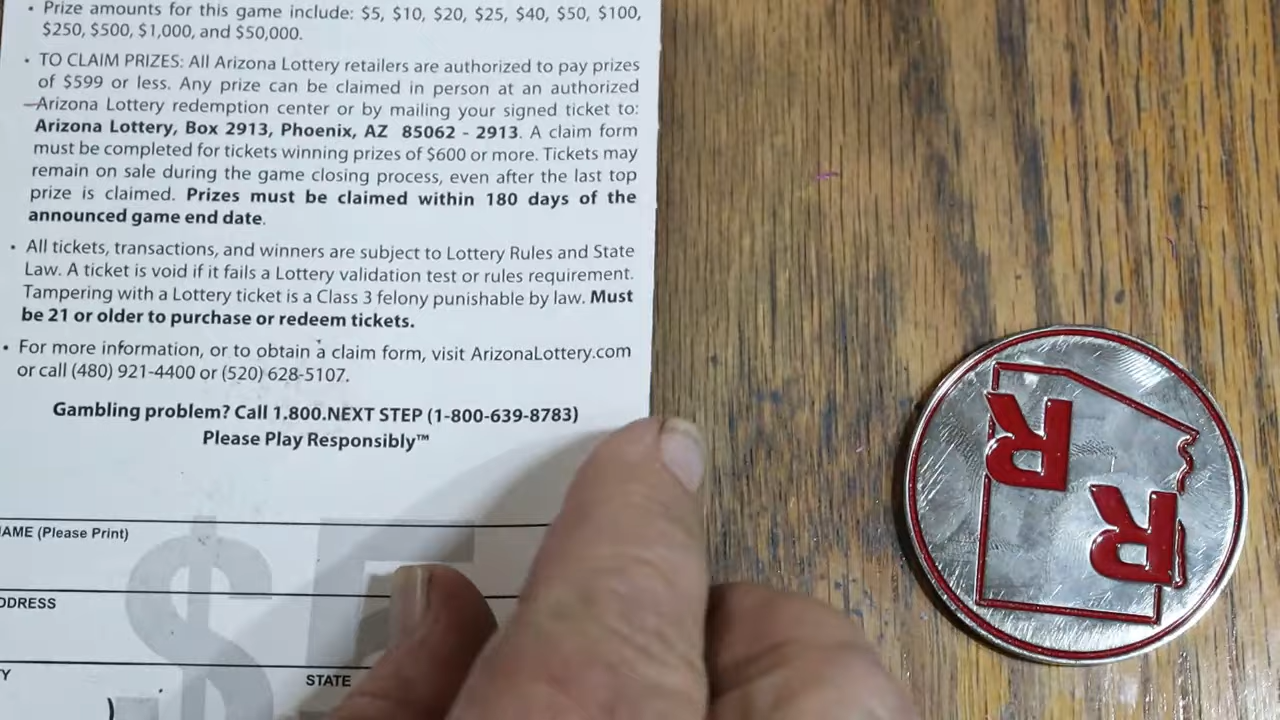 • Prize amounts for this game include: $5, $10, $20, $25, $40, $50, $100,
$250, $500, $1,000, and $50,000.
• TO CLAIM PRIZES: All Arizona Lottery retailers are authorized to pay prizes
of $599 or less. Any prize can be claimed in person at an authorized
Arizona Lottery redemption center or by mailing your signed ticket to:
Arizona Lottery, Box 2913, Phoenix, AZ 85062 - 2913. A claim form
must be completed for tickets winning prizes of $600 or more. Tickets may
remain on sale during the game closing process, even after the last top
prize is claimed. Prizes must be claimed within 180 days of the
announced game end date.
• All tickets, transactions, and winners are subject to Lottery Rules and State
Law. A ticket is void if it fails a Lottery validation test or rules requirement.
Tampering with a Lottery ticket is a Class 3 felony punishable by law. Must
be 21 or older to purchase or redeem tickets.
• For more information, or to obtain a claim form, visit ArizonaLottery.com
or call (480) 921-4400 or (520) 628-5107.
Gambling problem? Call 1.800.NEXT STEP (1-800-639-8783)
Please Play Responsibly™
AME (Please Print)
DDRESS
Y STATE
)
$5
R
R